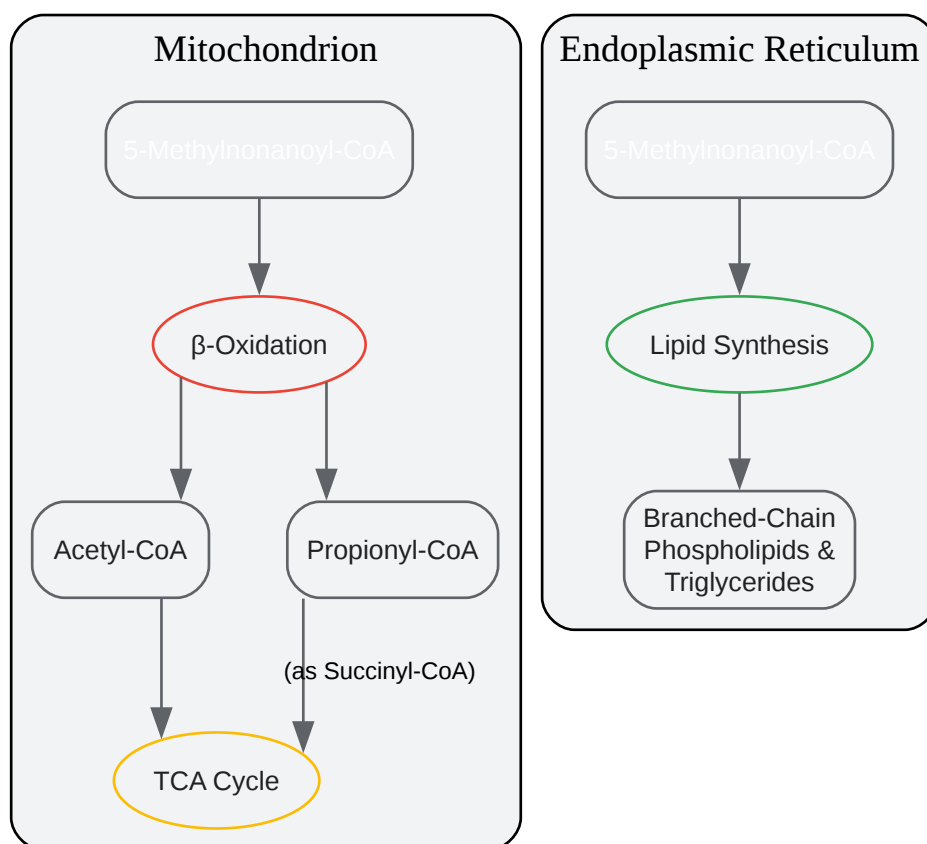 Mitochondrion
5-Methylnonanoyl-CoA
β-Oxidation
Acetyl-CoA
Propionyl-CoA
(as Succinyl-CoA)
TCA Cycle
Endoplasmic Reticulum
5-Methylnonanoyl-CoA
Lipid Synthesis
Branched-Chain
Phospholipids &
Triglycerides